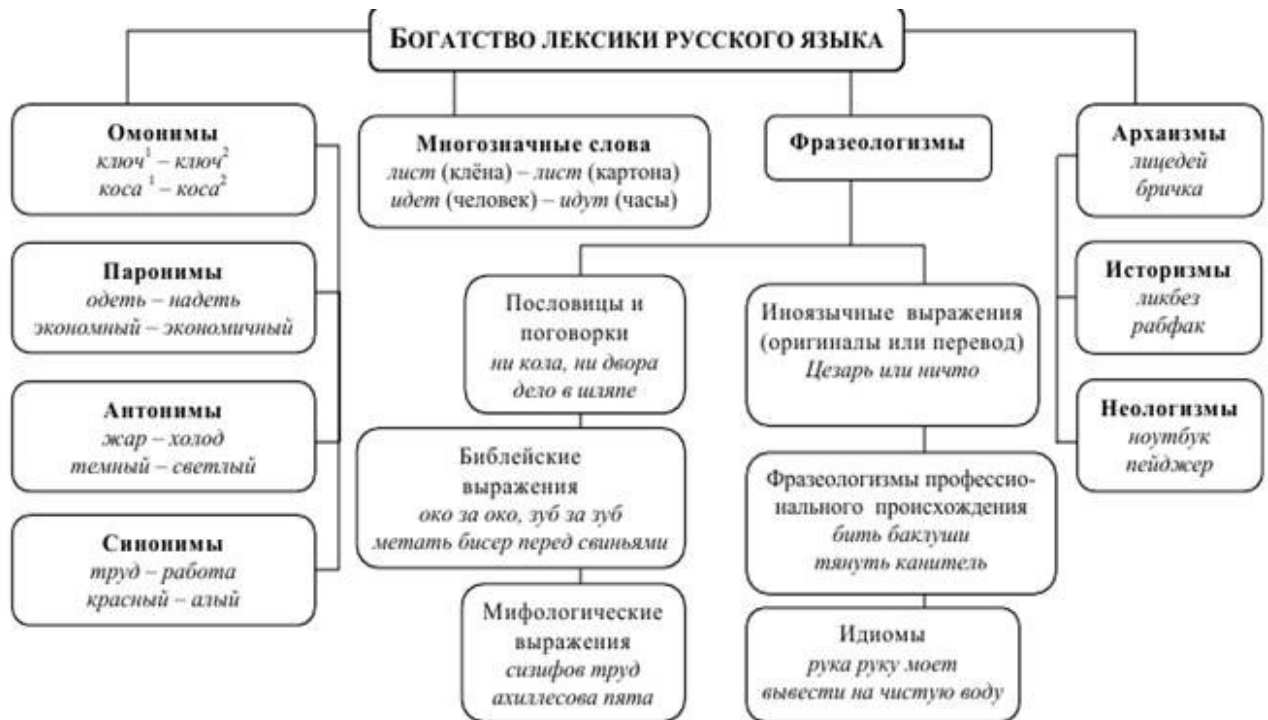 БОГАТСТВО ЛЕКСИКИ РУССКОГО ЯЗЫКА
Омонимы
ключ¹ – ключ²
коса ¹ – коса²
Паронимы
одеть – надеть
экономный – экономичный
Антонимы
жар – холод
темный – светлый
Синонимы
труд – работа
красный – алый
Многозначные слова
лист (клёна) – лист (картона)
идет (человек) – идут (часы)
Фразеологизмы
Пословицы и
поговорки
ни кола, ни двора
дело в шляпе
Библейские
выражения
око за око, зуб за зуб
метать бисер перед свиньями
Мифологические
выражения
сизифов труд
ахиллесова пята
Иноязычные выражения
(оригиналы или перевод)
Цезарь или ничто
Фразеологизмы профессио-
нального происхождения
бить баклуши
тянуть канитель
Идиомы
рука руку моет
вывести на чистую воду
Архаизмы
лицедей
бричка
Историзмы
ликбез
рабфак
Неологизмы
ноутбук
пейджер